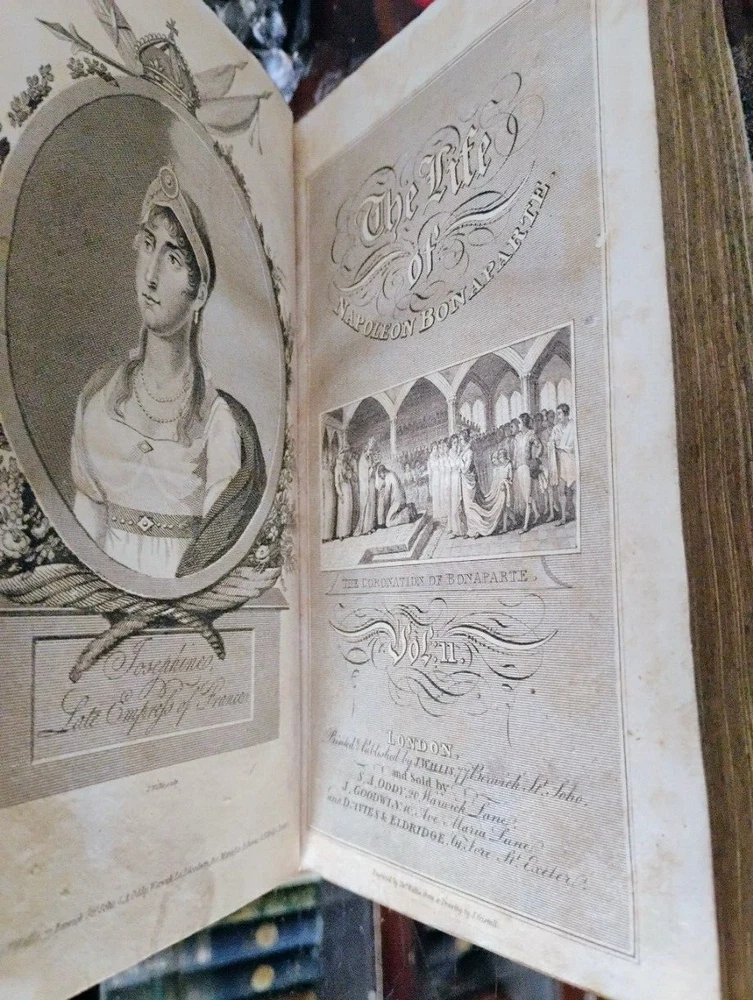 Josephine
Late Empress of France
The Life
of
NAPOLEON BONAPARTE.
THE CORONATION OF BONAPARTE.
Vol. II.
LONDON,
Printed & Published by J. WILLIS, 77 Berwick St. Soho,
and sold by
S. A. ODDY, 20 Warwick Lane,
J. GOODWIN, Ave Maria Lane,
and DAVIES & ELDRIDGE, Fore St. Exeter.